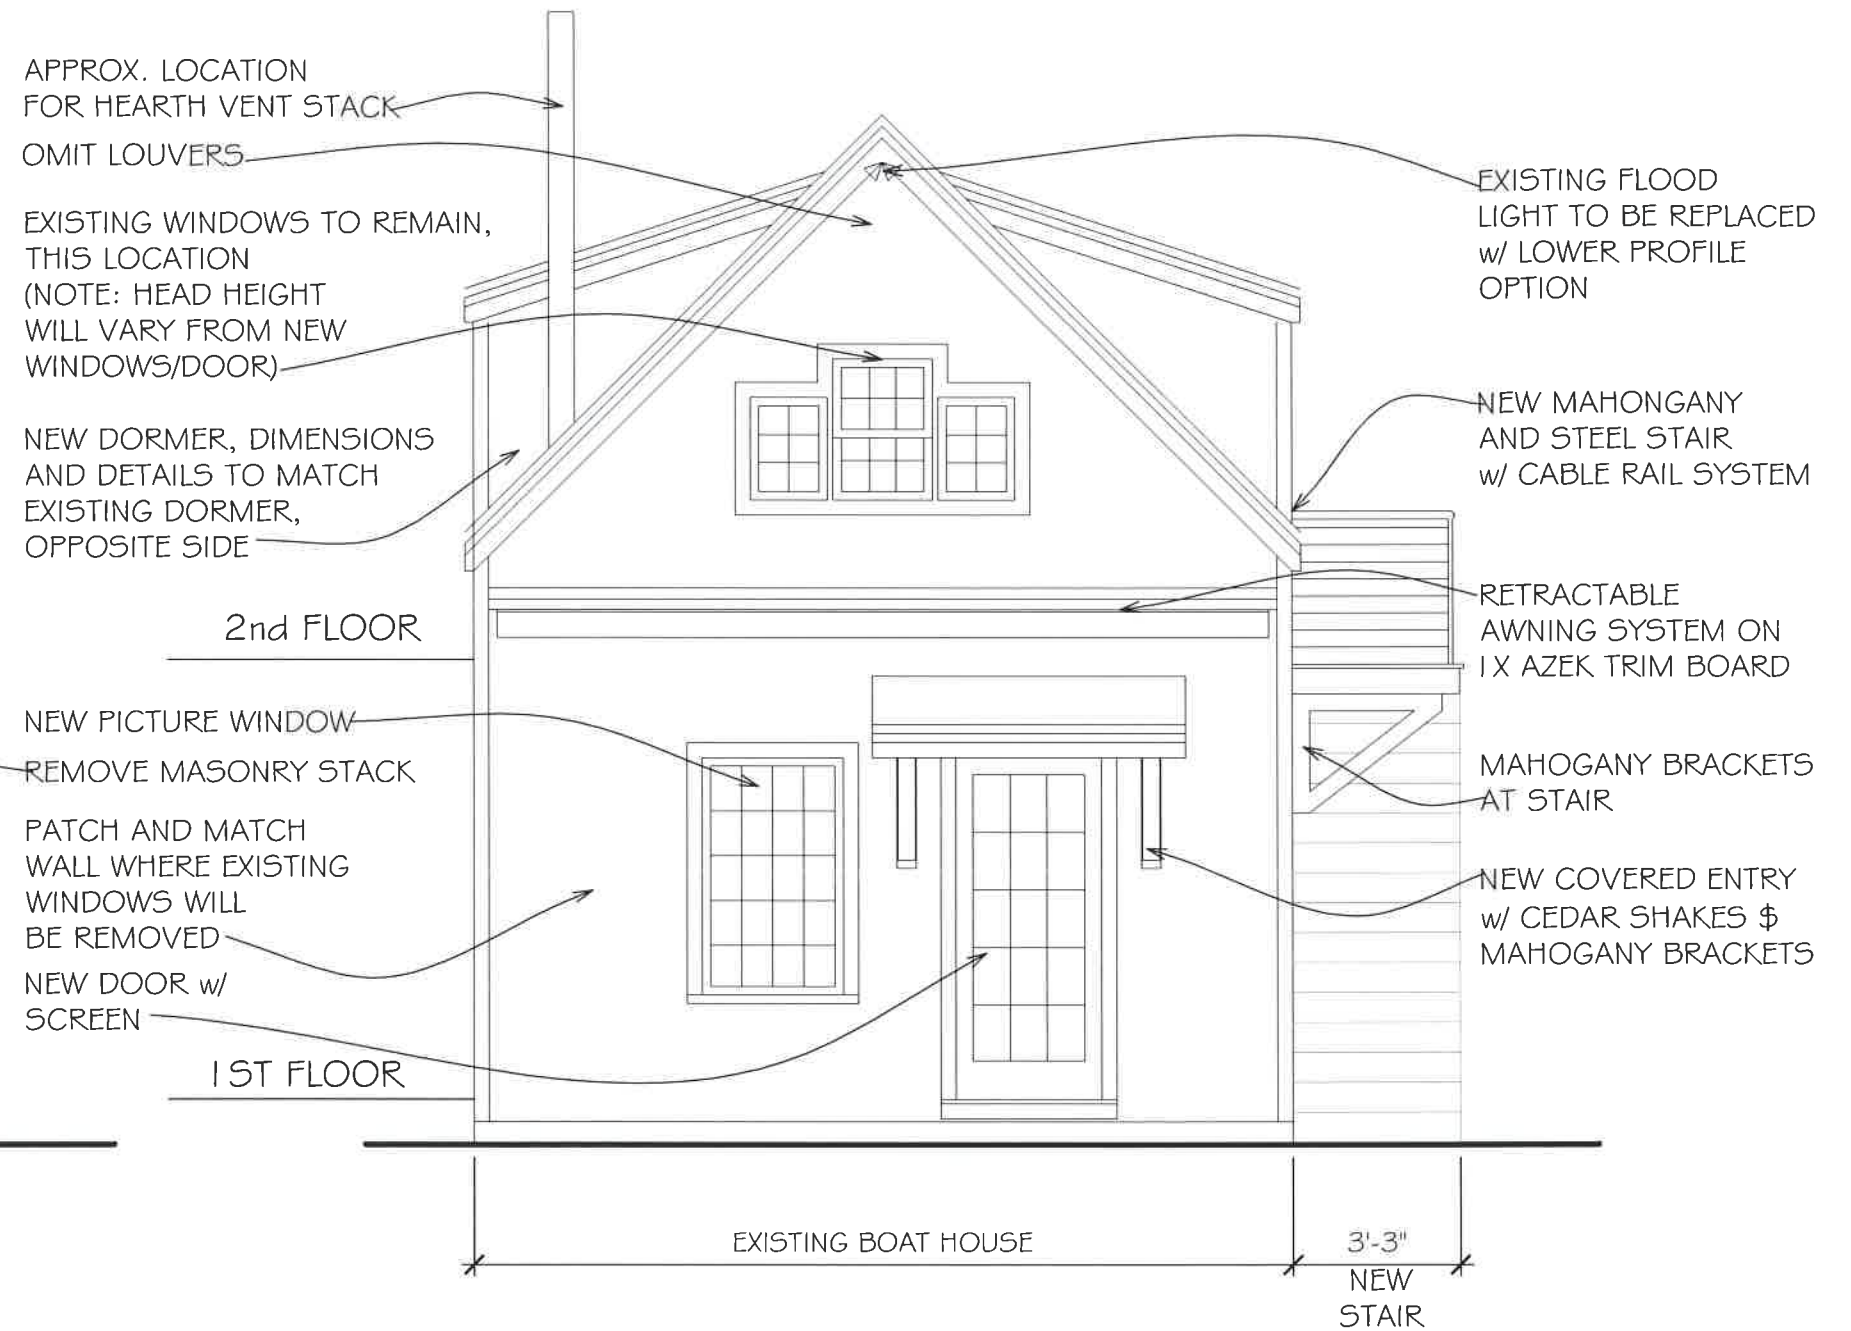 APPROX. LOCATION
FOR HEARTH VENT STACK
OMIT LOUVERS
EXISTING WINDOWS TO REMAIN,
THIS LOCATION
(NOTE: HEAD HEIGHT
WILL VARY FROM NEW
WINDOWS/DOOR)
NEW DORMER, DIMENSIONS
AND DETAILS TO MATCH
EXISTING DORMER,
OPPOSITE SIDE
2nd FLOOR
NEW PICTURE WINDOW
REMOVE MASONRY STACK
PATCH AND MATCH
WALL WHERE EXISTING
WINDOWS WILL
BE REMOVED
NEW DOOR w/
SCREEN
1ST FLOOR
EXISTING FLOOD
LIGHT TO BE REPLACED
w/ LOWER PROFILE
OPTION
NEW MAHONGANY
AND STEEL STAIR
w/ CABLE RAIL SYSTEM
RETRACTABLE
AWNING SYSTEM ON
1X AZEK TRIM BOARD
MAHOGANY BRACKETS
AT STAIR
NEW COVERED ENTRY
w/ CEDAR SHAKES $
MAHOGANY BRACKETS
EXISTING BOAT HOUSE
3'-3"
NEW
STAIR